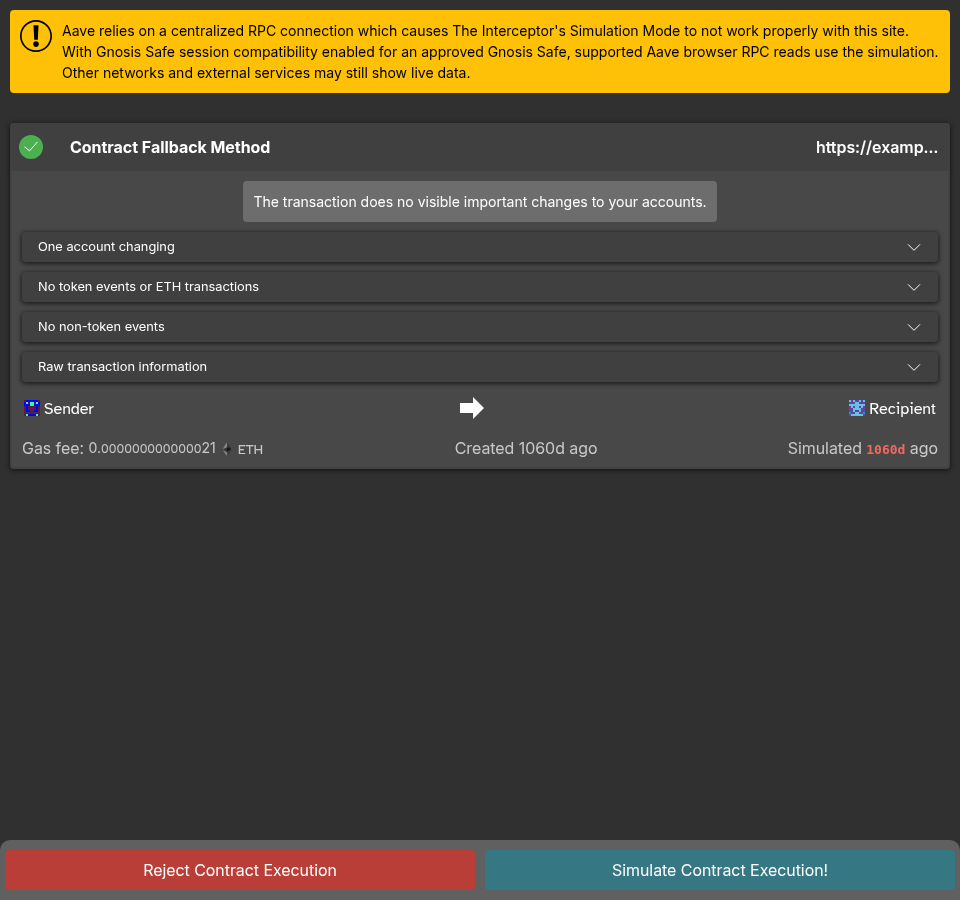 Aave relies on a centralized RPC connection which causes The Interceptor's Simulation Mode to not work properly with this site.
With Gnosis Safe session compatibility enabled for an approved Gnosis Safe, supported Aave browser RPC reads use the simulation.
Other networks and external services may still show live data.
Contract Fallback Method https://examp...
The transaction does no visible important changes to your accounts.
One account changing
No token events or ETH transactions
No non-token events
Raw transaction information
Sender Recipient
Gas fee: 0.000000000000021 ETH Created 1060d ago Simulated 1060d ago
Reject Contract Execution Simulate Contract Execution!